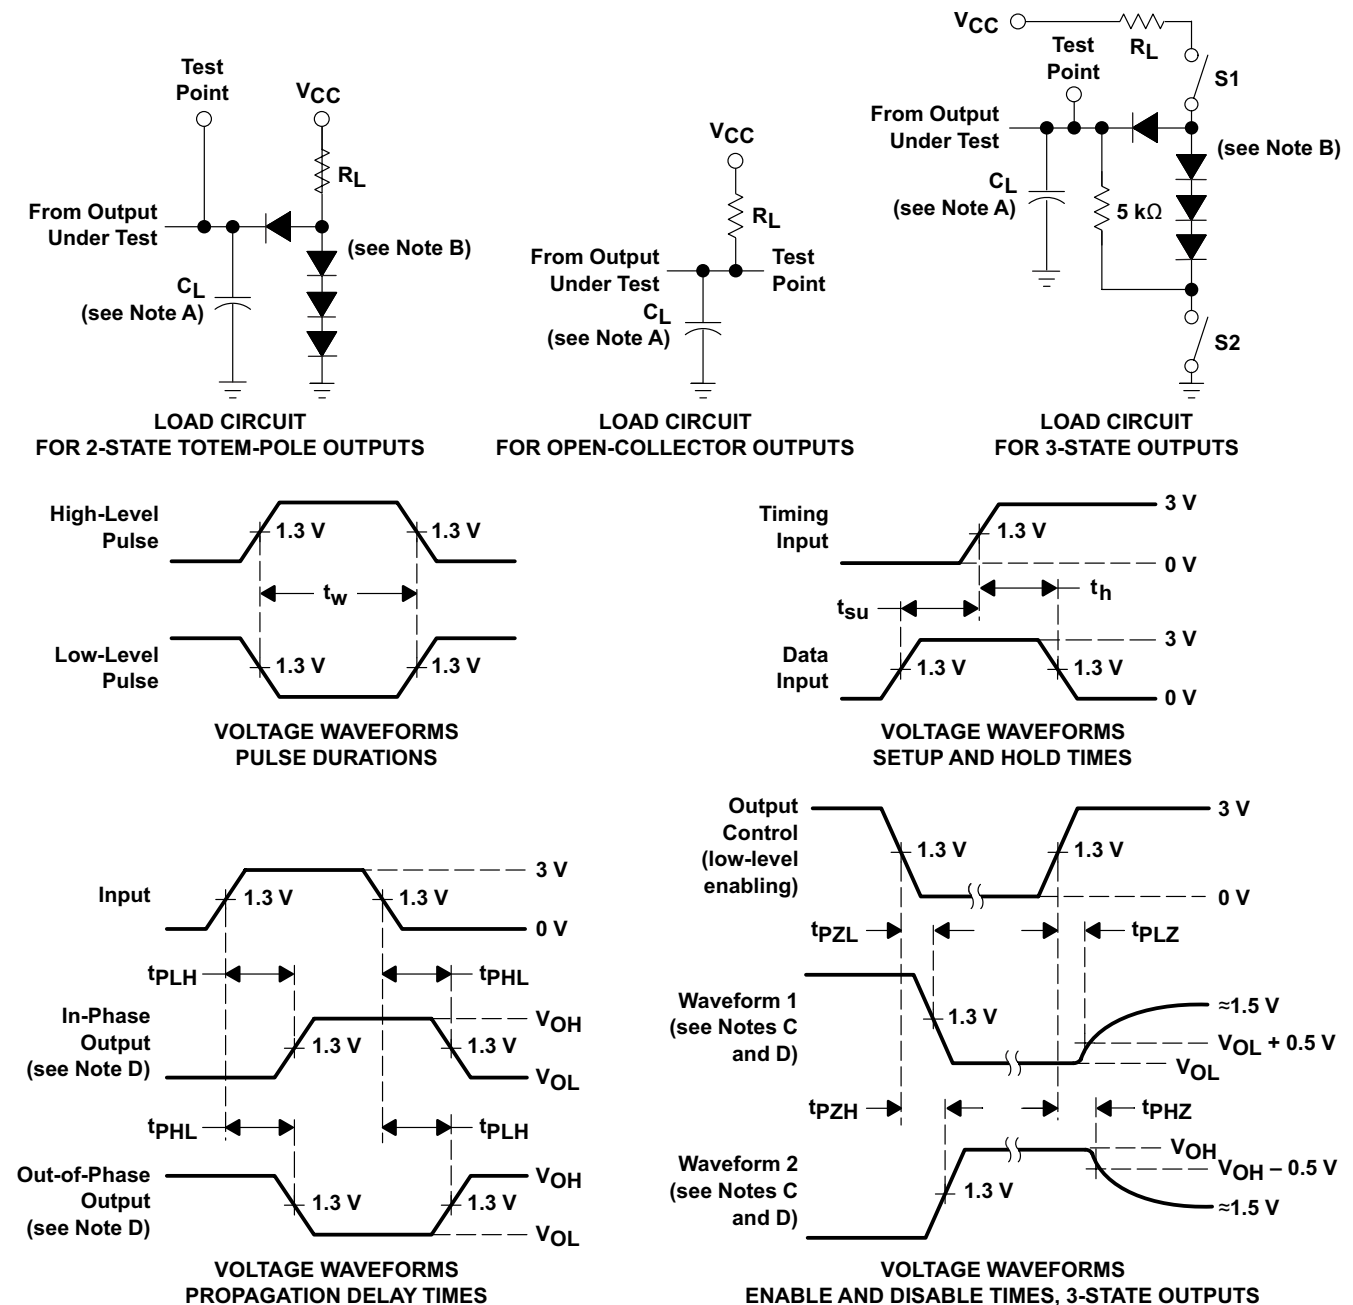 Test
Point
VCC
RL
From Output
Under Test
(see Note B)
CL
(see Note A)
LOAD CIRCUIT
FOR 2-STATE TOTEM-POLE OUTPUTS
VCC
RL
From Output
Under Test
Test
Point
CL
(see Note A)
LOAD CIRCUIT
FOR OPEN-COLLECTOR OUTPUTS
VCC
RL
Test
Point
S1
From Output
Under Test
(see Note B)
CL
(see Note A)
5 kΩ
S2
LOAD CIRCUIT
FOR 3-STATE OUTPUTS
High-Level
Pulse
1.3 V
1.3 V
tw
Low-Level
Pulse
1.3 V
1.3 V
VOLTAGE WAVEFORMS
PULSE DURATIONS
Timing
Input
3 V
1.3 V
0 V
th
tsu
3 V
Data
Input
1.3 V
1.3 V
0 V
VOLTAGE WAVEFORMS
SETUP AND HOLD TIMES
Input
3 V
1.3 V
1.3 V
0 V
tPLH
tPHL
In-Phase
Output
(see Note D)
VOH
1.3 V
1.3 V
VOL
tPHL
tPLH
Out-of-Phase
Output
(see Note D)
VOH
1.3 V
1.3 V
VOL
VOLTAGE WAVEFORMS
PROPAGATION DELAY TIMES
Output
Control
(low-level
enabling)
3 V
1.3 V
1.3 V
0 V
tPZL
tPLZ
Waveform 1
(see Notes C
and D)
1.3 V
≈1.5 V
VOL + 0.5 V
VOL
tPZH
tPHZ
Waveform 2
(see Notes C
and D)
1.3 V
VOH
VOH – 0.5 V
≈1.5 V
VOLTAGE WAVEFORMS
ENABLE AND DISABLE TIMES, 3-STATE OUTPUTS